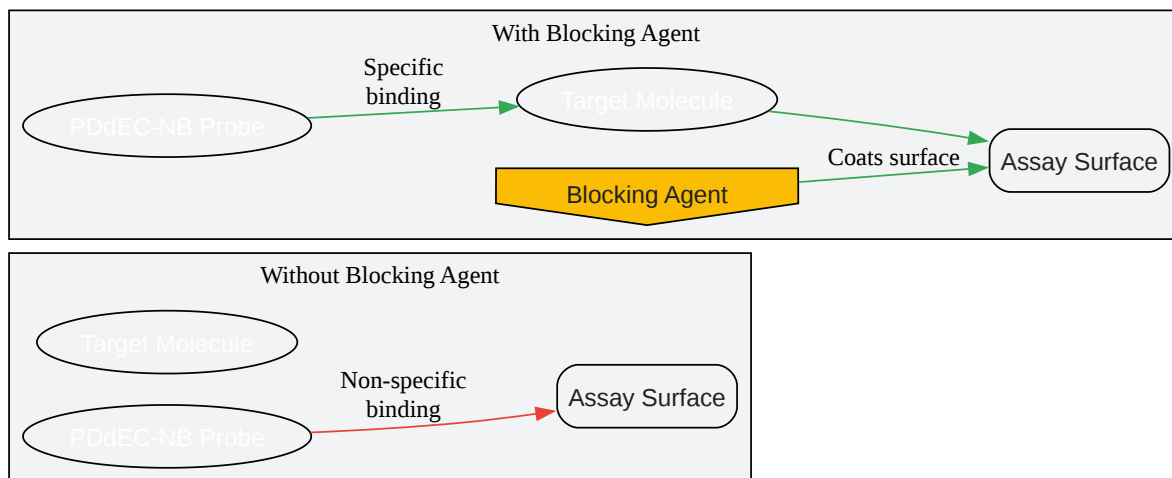 With Blocking Agent
Specific
binding
PDdEC-NB Probe
Target Molecule
Coats surface
Assay Surface
Blocking Agent
Without Blocking Agent
Target Molecule
Non-specific
binding
Assay Surface
PDdEC-NB Probe